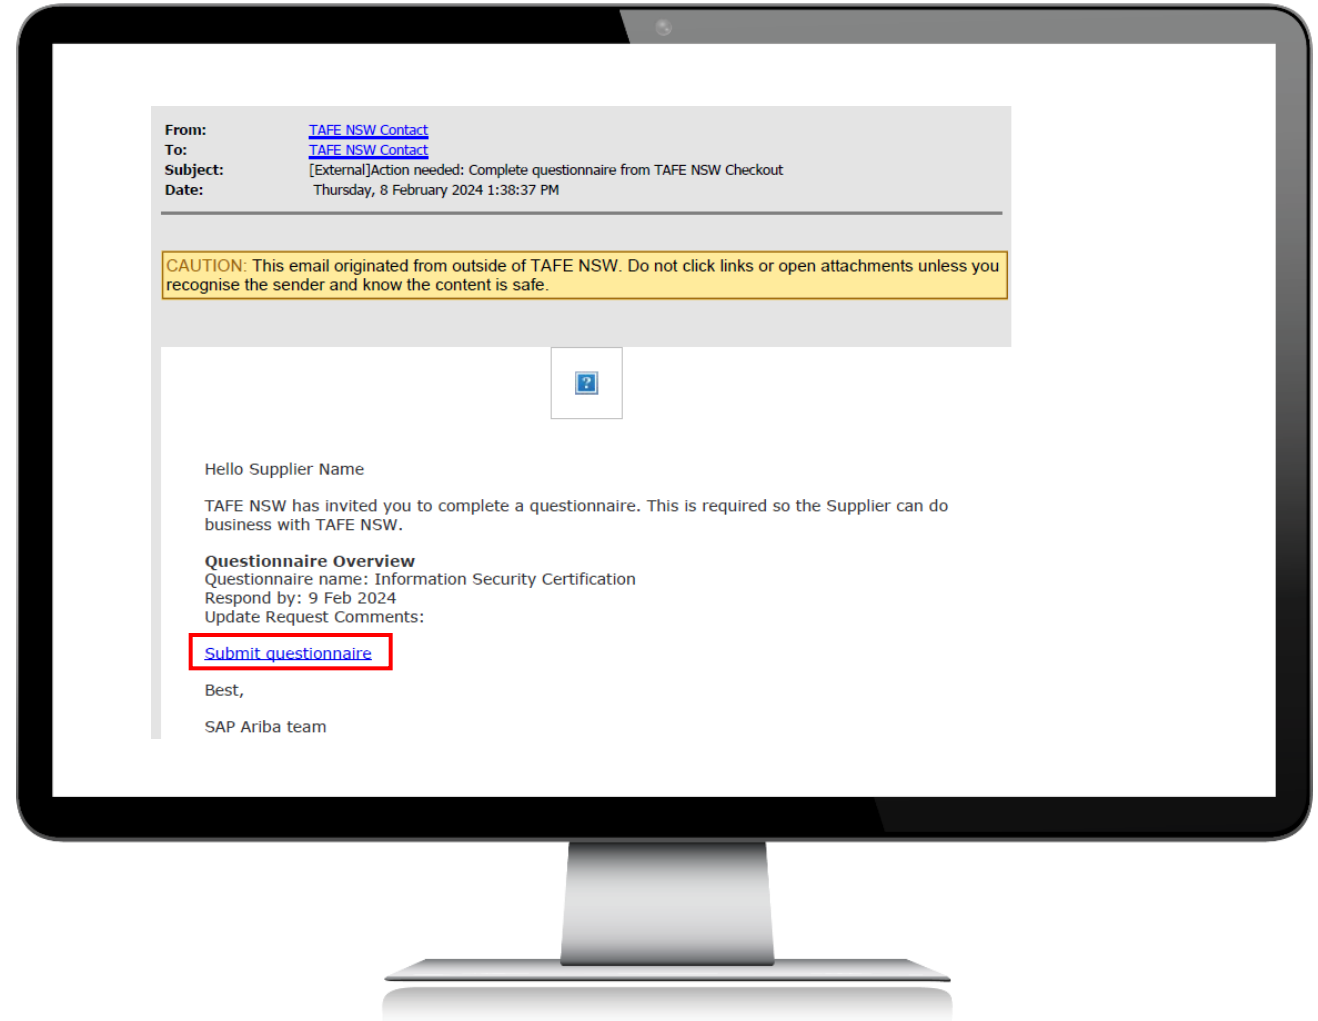 From: TAFE NSW Contact
To: TAFE NSW Contact
Subject: [External]Action needed: Complete questionnaire from TAFE NSW Checkout
Date: Thursday, 8 February 2024 1:38:37 PM
CAUTION: This email originated from outside of TAFE NSW. Do not click links or open attachments unless you
recognise the sender and know the content is safe.
?
Hello Supplier Name
TAFE NSW has invited you to complete a questionnaire. This is required so the Supplier can do
business with TAFE NSW.
Questionnaire Overview
Questionnaire name: Information Security Certification
Respond by: 9 Feb 2024
Update Request Comments:
Submit questionnaire
Best,
SAP Ariba team